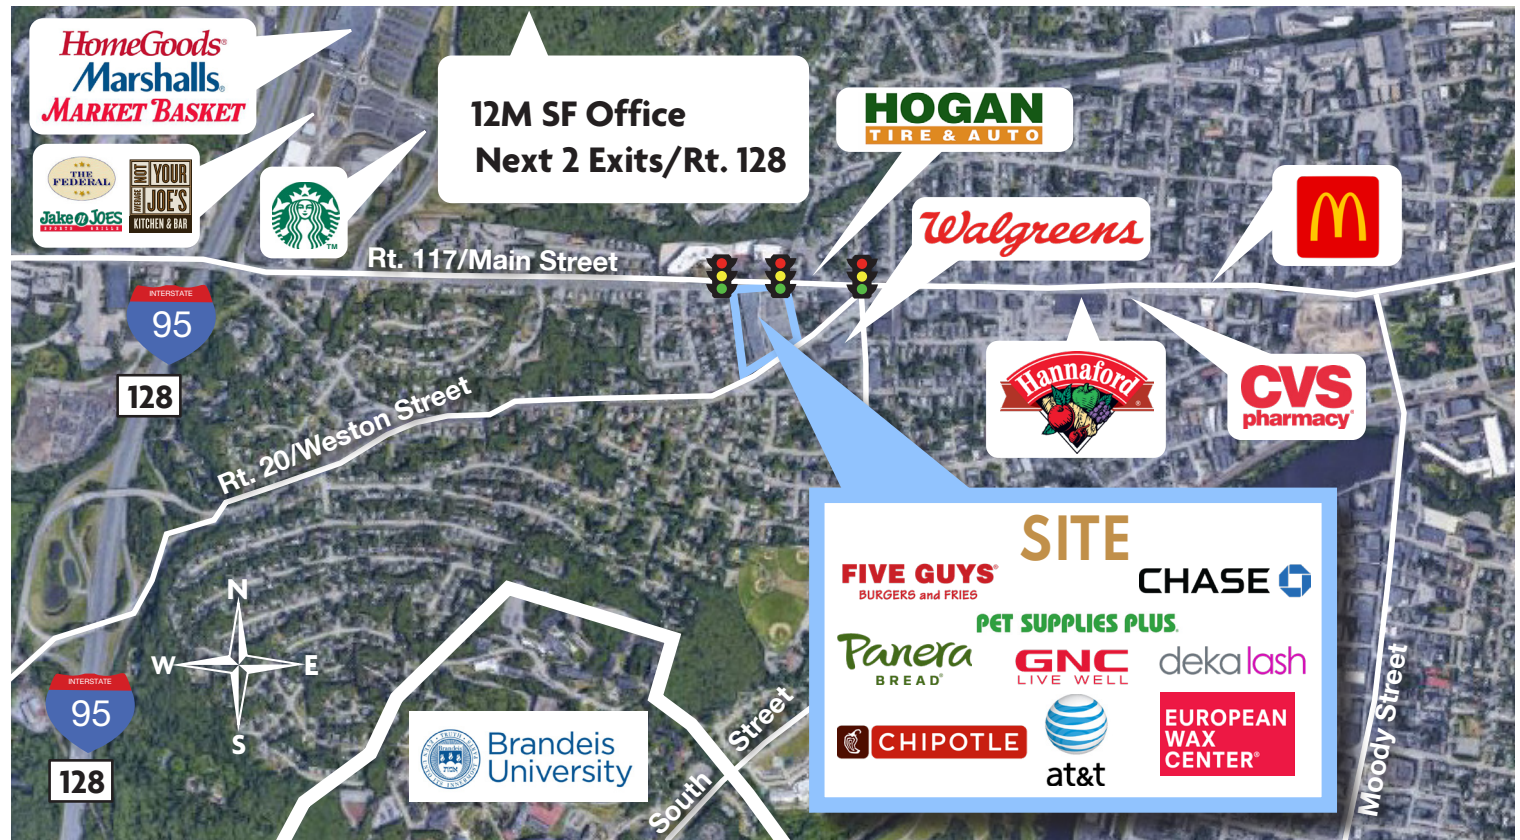 HomeGoods®
Marshalls®
MARKET BASKET
THE
FEDERAL
Jake n JOES
SPORTS GRILLE
AVERAGE
NOT
YOUR
JOE'S
KITCHEN & BAR
TM
12M SF Office
Next 2 Exits/Rt. 128
HOGAN
TIRE & AUTO
Walgreens
Rt. 117/Main Street
INTERSTATE
95
128
Rt. 20/Weston Street
Hannaford®
CVS
pharmacy®
SITE
FIVE GUYS®
BURGERS and FRIES
CHASE
PET SUPPLIES PLUS.
Panera
BREAD®
GNC
LIVE WELL
deka lash
CHIPOTLE
at&t
EUROPEAN
WAX
CENTER®
N
W E
S
INTERSTATE
95
128
Brandeis
University
South Street
Moody Street